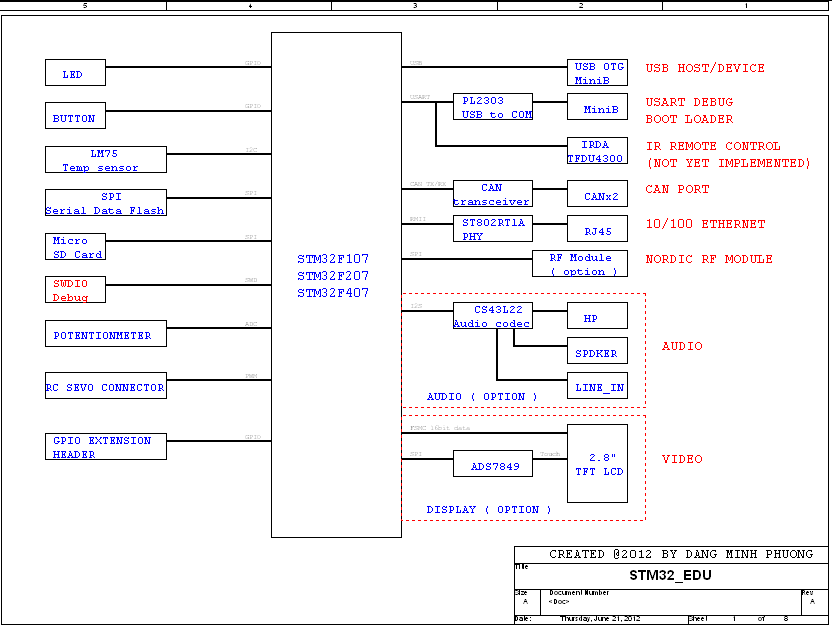 5 4 3 2 1
LED
GPIO
BUTTON
GPIO
LM75
Temp sensor
I2C
SPI
Serial Data Flash
SPI
Micro
SD Card
SPI
SWDIO
Debug
SWD
POTENTIONMETER
ADC
RC SEVO CONNECTOR
PWM
GPIO EXTENSION
HEADER
GPIO
STM32F107
STM32F207
STM32F407
USB
USB OTG
MiniB
USB HOST/DEVICE
USART
PL2303
USB to COM
MiniB
USART DEBUG
BOOT LOADER
IRDA
TFDU4300
IR REMOTE CONTROL
(NOT YET IMPLEMENTED)
CAN TX/RX
CAN
transceiver
CANx2
CAN PORT
RMII
ST802RT1A
PHY
RJ45
10/100 ETHERNET
SPI
RF Module
( option )
NORDIC RF MODULE
I2S
CS43L22
Audio codec
HP
SPDKER
LINE_IN
AUDIO ( OPTION )
AUDIO
FSMC 16bit data
SPI
ADS7849
Touch
2.8"
TFT LCD
DISPLAY ( OPTION )
VIDEO
CREATED @2012 BY DANG MINH PHUONG
Title
STM32_EDU
Size
A
Document Number
<Doc>
Rev
A
Date:
Thursday, June 21, 2012
Sheet 1 of 8